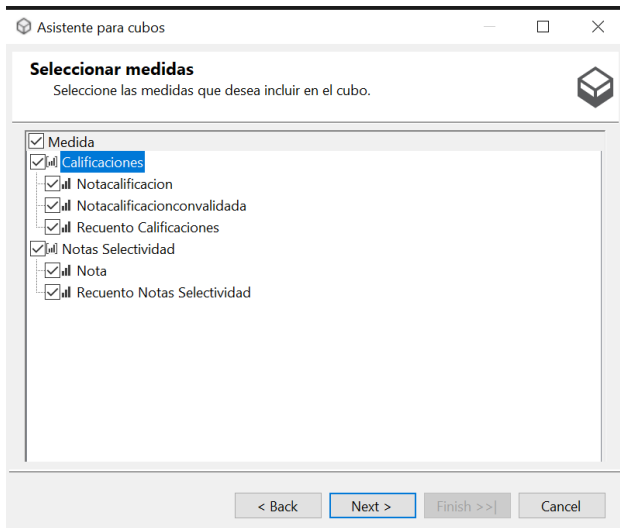 Asistente para cubos
Seleccionar medidas
Seleccione las medidas que desea incluir en el cubo.
Medida
Calificaciones
Notacalificacion
Notacalificacionconvalidada
Recuento Calificaciones
Notas Selectividad
Nota
Recuento Notas Selectividad
< Back Next > Finish >>| Cancel